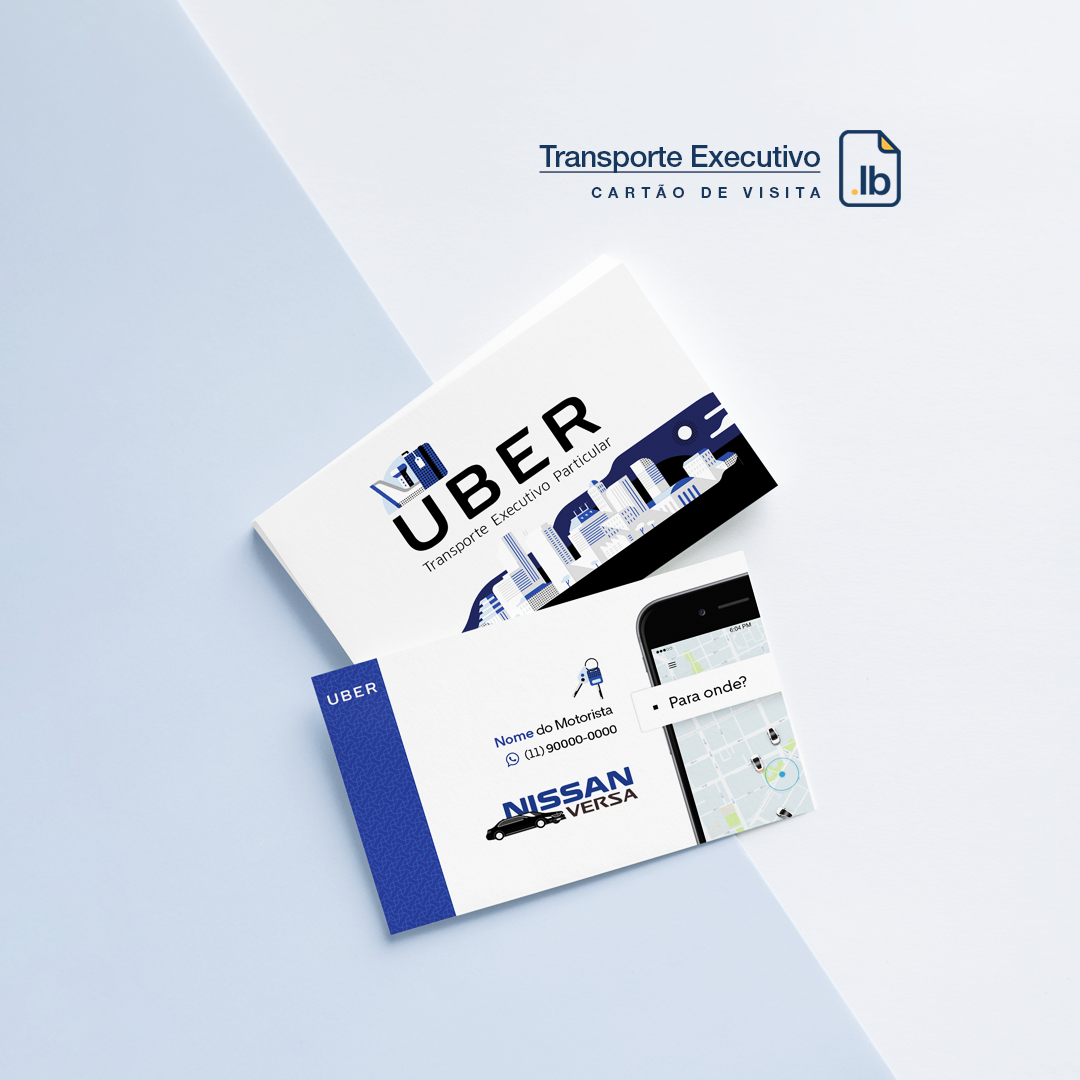 Transporte Executivo
CARTÃO DE VISITA
.lb
UBER
Transporte Executivo Particular
UBER
Nome do Motorista
(11) 90000-0000
NISSAN
VERSA
6:04 PM
Para onde?